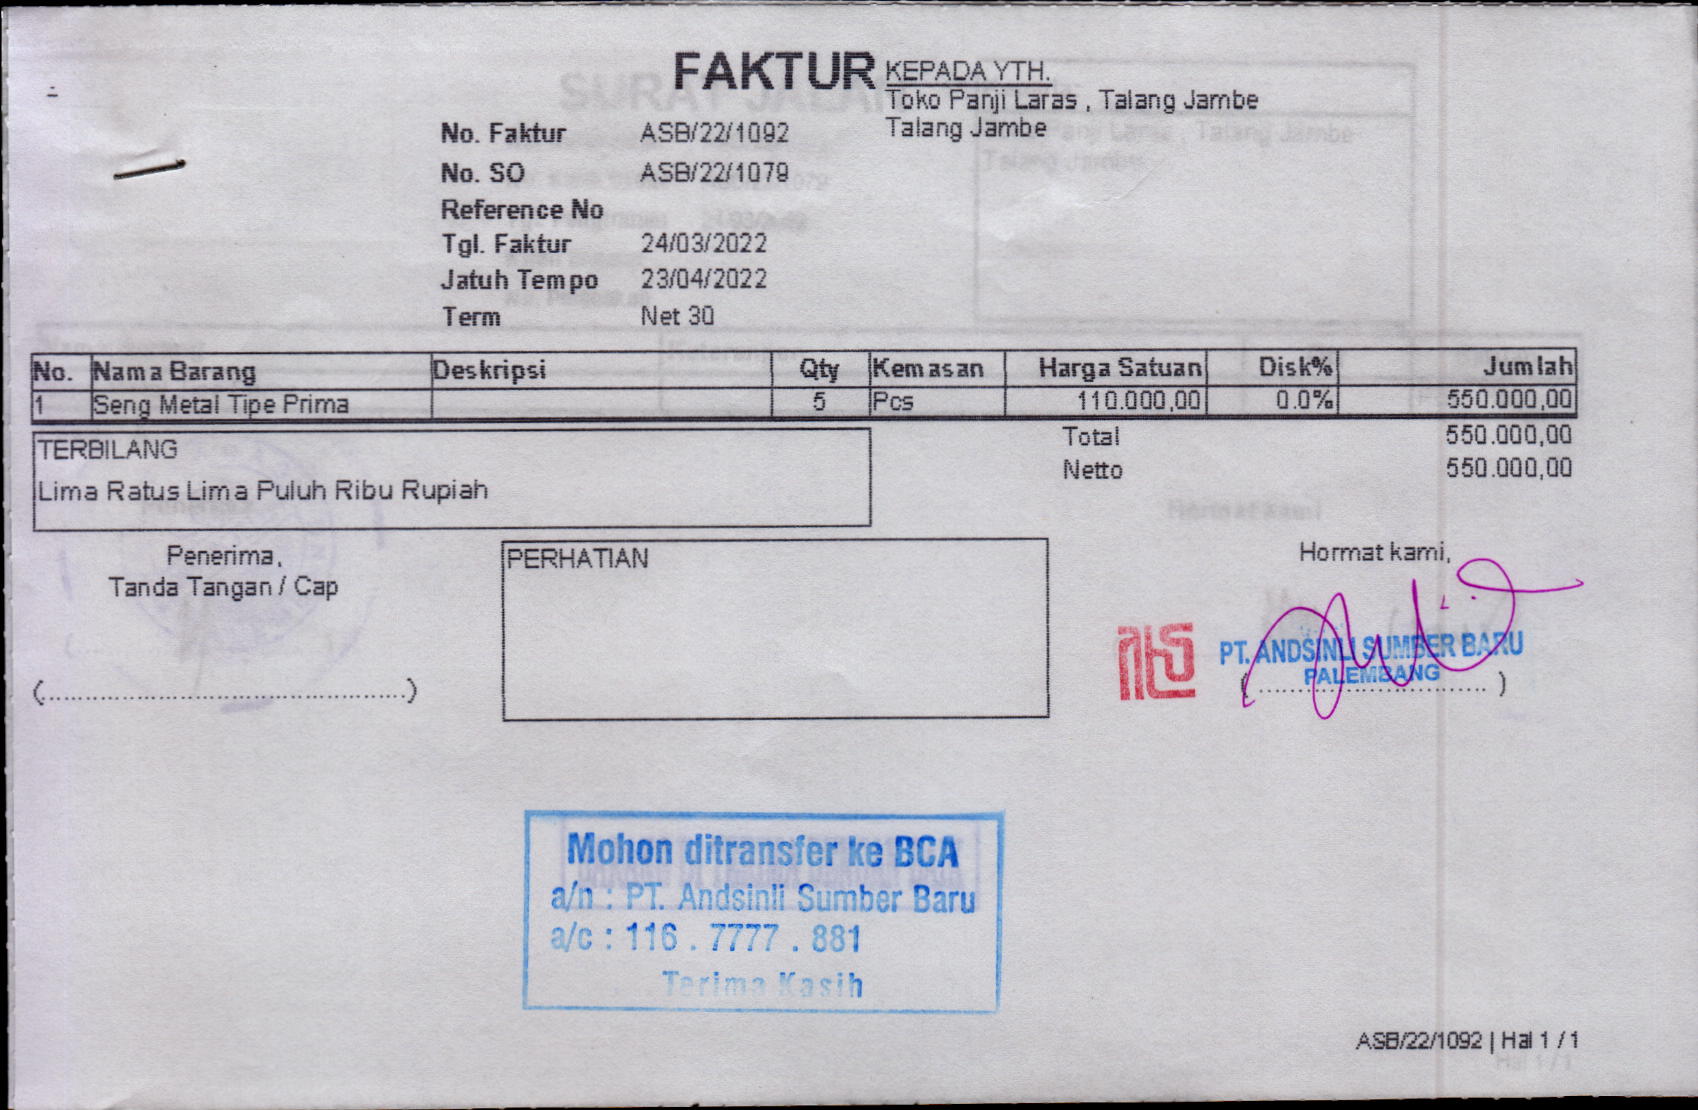 FAKTUR
KEPADA YTH.
Toko Panji Laras , Talang Jambe
Talang Jambe
No. Faktur ASB/22/1092
No. SO ASB/22/1079
Reference No
Tgl. Faktur 24/03/2022
Jatuh Tempo 23/04/2022
Term Net 30
No. Nama Barang Deskripsi Qty Kemasan Harga Satuan Disk% Jumlah
1 Seng Metal Tipe Prima 5 Pcs 110.000,00 0.0% 550.000,00
Total 550.000,00
Netto 550.000,00
TERBILANG
Lima Ratus Lima Puluh Ribu Rupiah
Penerima,
Tanda Tangan / Cap
(........................................)
PERHATIAN
Hormat kami,
PT. ANDSINLI SUMBER BARU
PALEMBANG
(........................)
Mohon ditransfer ke BCA
a/n : PT. Andsinli Sumber Baru
a/c : 116 . 7777 . 881
Terima Kasih
ASB/22/1092 | Hal 1 / 1